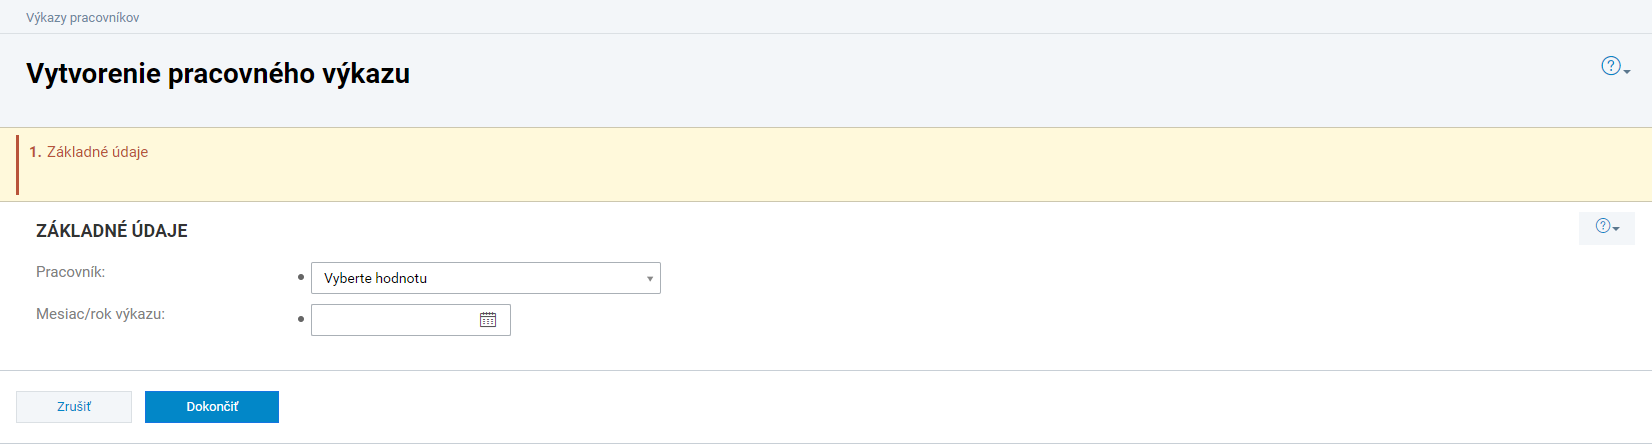 Výkazy pracovníkov
Vytvorenie pracovného výkazu
1. Základné údaje
ZÁKLADNÉ ÚDAJE
Pracovník:
Vyberte hodnotu
Mesiac/rok výkazu:
Zrušiť
Dokončiť